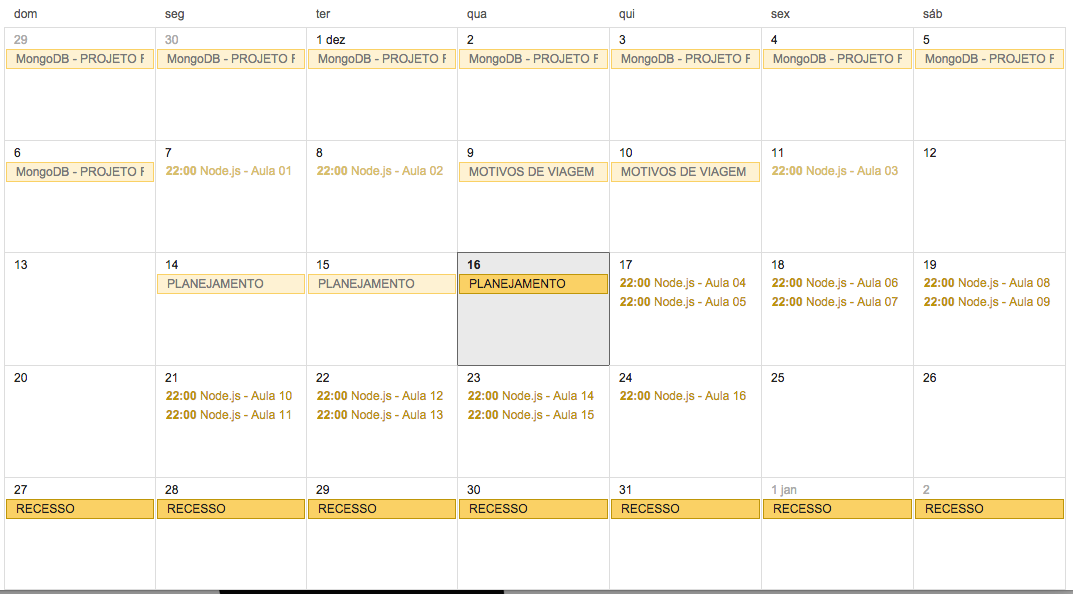 dom seg ter qua qui sex sáb
29 30 1 dez 2 3 4 5
MongoDB - PROJETO F MongoDB - PROJETO F MongoDB - PROJETO F MongoDB - PROJETO F MongoDB - PROJETO F MongoDB - PROJETO F MongoDB - PROJETO F
6 7 8 9 10 11 12
MongoDB - PROJETO F 22:00 Node.js - Aula 01 22:00 Node.js - Aula 02 MOTIVOS DE VIAGEM MOTIVOS DE VIAGEM 22:00 Node.js - Aula 03
13 14 15 16 17 18 19
PLANEJAMENTO PLANEJAMENTO PLANEJAMENTO 22:00 Node.js - Aula 04 22:00 Node.js - Aula 06 22:00 Node.js - Aula 08
22:00 Node.js - Aula 05 22:00 Node.js - Aula 07 22:00 Node.js - Aula 09
20 21 22 23 24 25 26
22:00 Node.js - Aula 10 22:00 Node.js - Aula 12 22:00 Node.js - Aula 14 22:00 Node.js - Aula 16
22:00 Node.js - Aula 11 22:00 Node.js - Aula 13 22:00 Node.js - Aula 15
27 28 29 30 31 1 jan 2
RECESSO RECESSO RECESSO RECESSO RECESSO RECESSO RECESSO